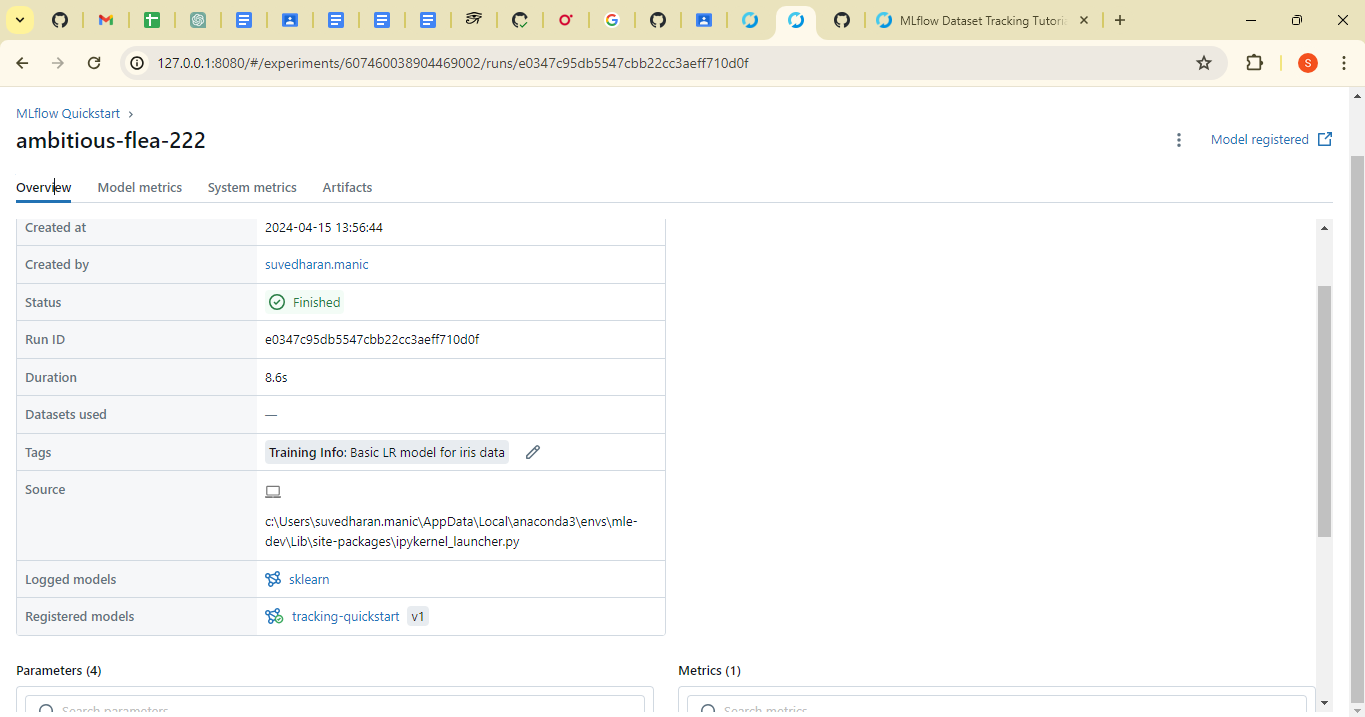 MLflow Dataset Tracking Tutoria
127.0.0.1:8080/#/experiments/607460038904469002/runs/e0347c95db5547cbb22cc3aeff710d0f
S
MLflow Quickstart
ambitious-flea-222
Model registered
Overview Model metrics System metrics Artifacts
Created at 2024-04-15 13:56:44
Created by suvedharan.manic
Status Finished
Run ID e0347c95db5547cbb22cc3aeff710d0f
Duration 8.6s
Datasets used —
Tags Training Info: Basic LR model for iris data
Source
c:\Users\suvedharan.manic\AppData\Local\anaconda3\envs\mle-
dev\Lib\site-packages\ipykernel_launcher.py
Logged models sklearn
Registered models tracking-quickstart v1
Parameters (4) Metrics (1)
Search parameters Search metrics